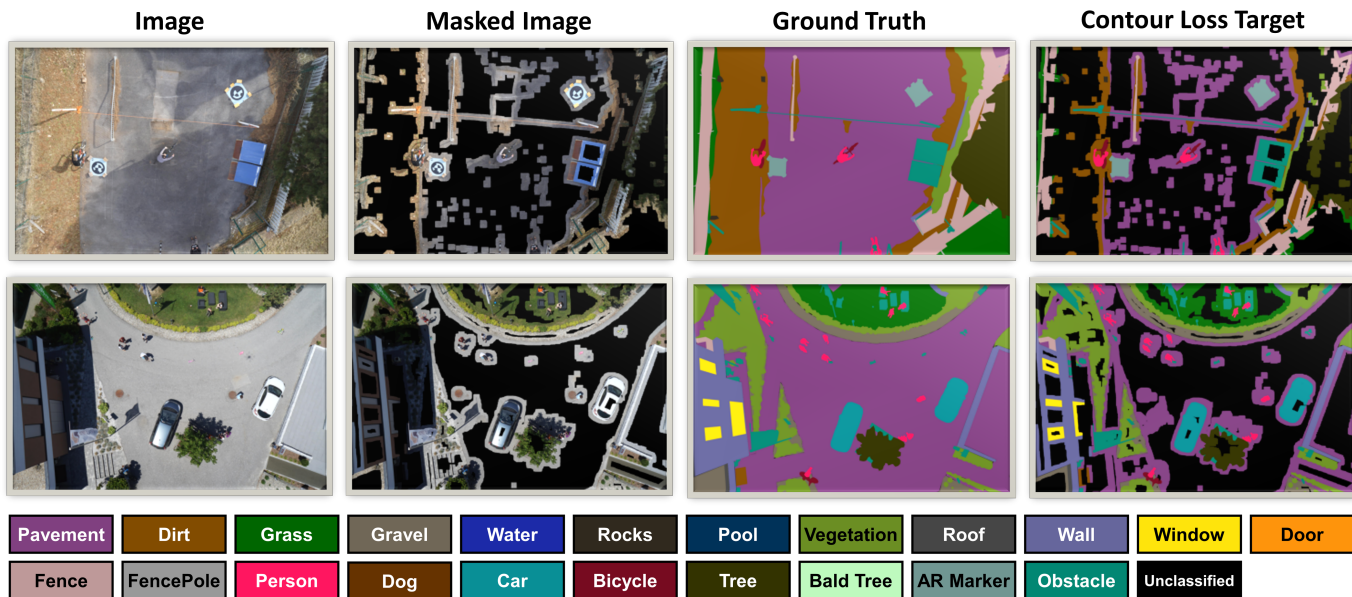 Image Masked Image Ground Truth Contour Loss Target
Pavement Dirt Grass Gravel Water Rocks Pool Vegetation Roof Wall Window Door
Fence FencePole Person Dog Car Bicycle Tree Bald Tree AR Marker Obstacle Unclassified